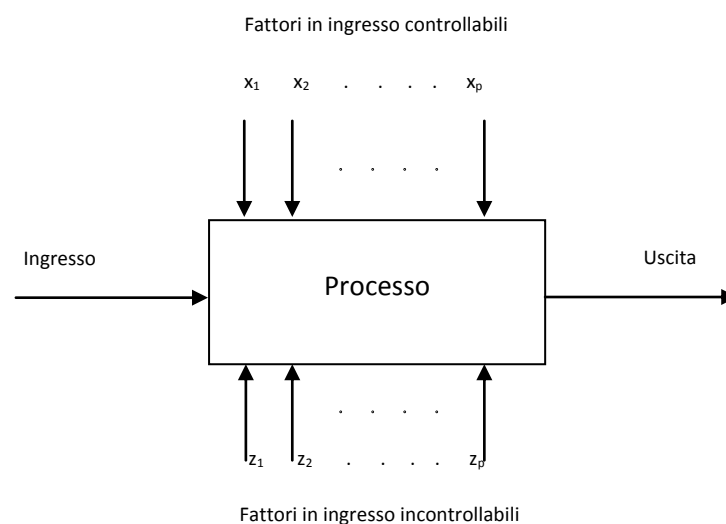 Fattori in ingresso controllabili
x₁ x₂ . . . . xₚ
. . . .
Ingresso
Uscita
Processo
. . . .
z₁ z₂ . . . . zₚ
Fattori in ingresso incontrollabili